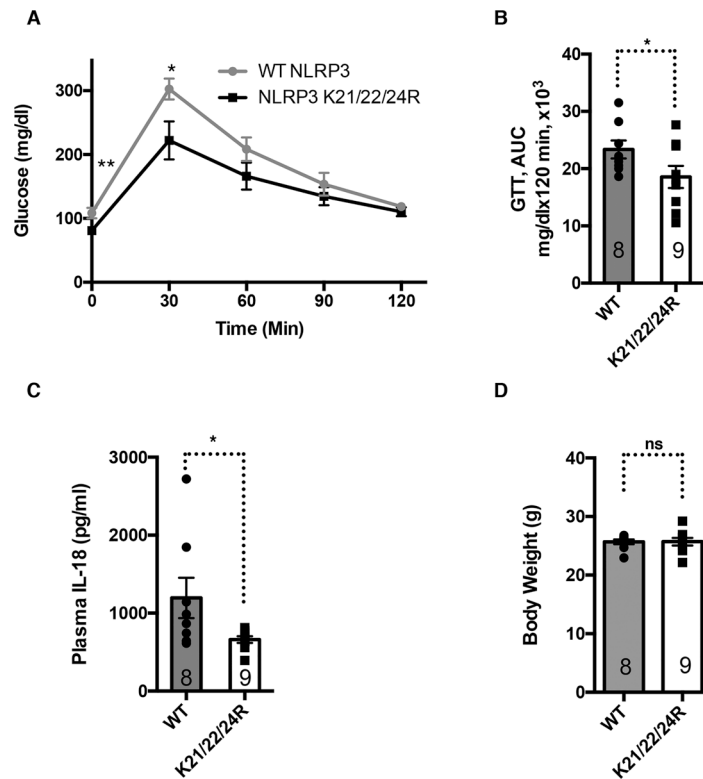 A
Glucose (mg/dl)
300
200
100
0
*
**
WT NLRP3
NLRP3 K21/22/24R
0 30 60 90 120
Time (Min)
B
GTT, AUC
mg/dlx120 min, x10³
40
30
20
10
0
*
8 9
WT K21/22/24R
C
Plasma IL-18 (pg/ml)
3000
2000
1000
0
*
8 9
WT K21/22/24R
D
Body Weight (g)
40
30
20
10
0
ns
8 9
WT K21/22/24R